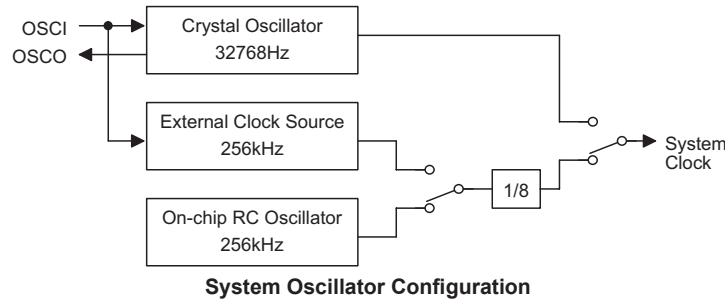 OSCI
OSCO
Crystal Oscillator
32768Hz
External Clock Source
256kHz
On-chip RC Oscillator
256kHz
1/8
System
Clock
System Oscillator Configuration